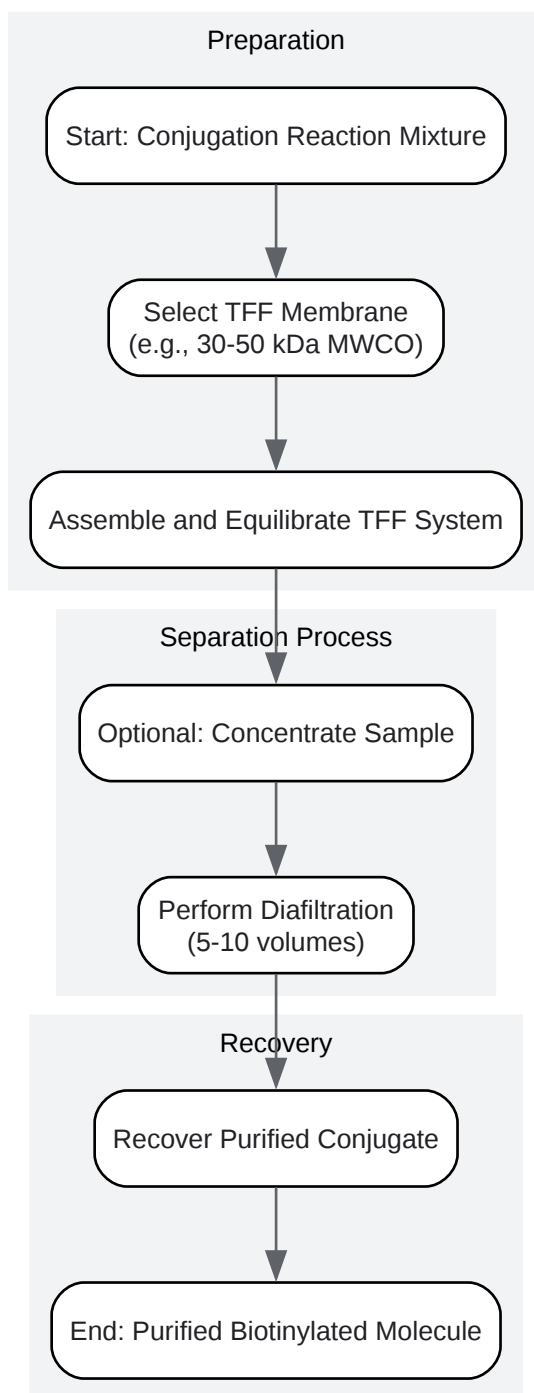 Preparation
Start: Conjugation Reaction Mixture
Select TFF Membrane
(e.g., 30-50 kDa MWCO)
Assemble and Equilibrate TFF System
Separation Process
Optional: Concentrate Sample
Perform Diafiltration
(5-10 volumes)
Recovery
Recover Purified Conjugate
End: Purified Biotinylated Molecule